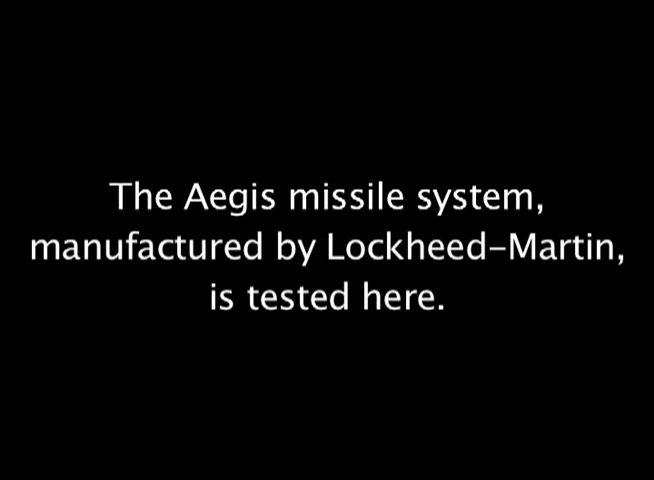 The Aegis missile system,
manufactured by Lockheed-Martin,
is tested here.